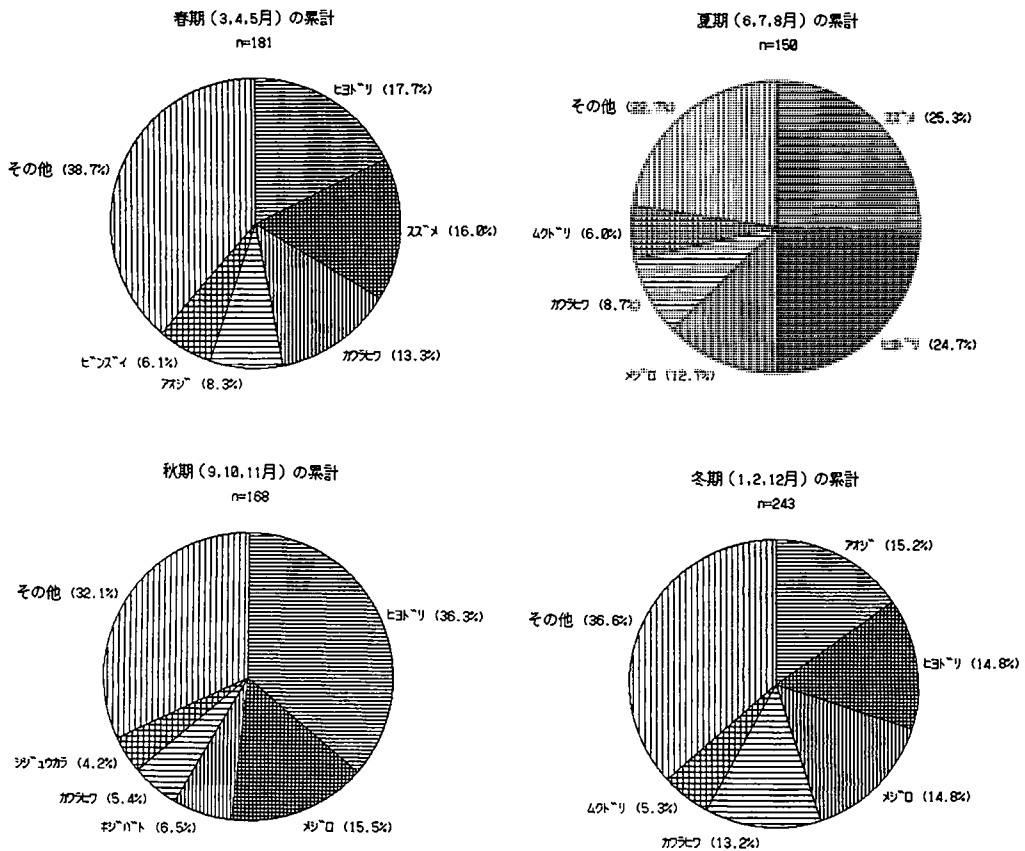 春期(3,4,5月)の累計
n=181
ﾋﾖﾄﾞﾘ (17.7%)
その他 (38.7%)
ｽｽﾞﾒ (16.0%)
ｶﾜﾗﾋﾜ (13.3%)
ﾋﾞﾝｽﾞｲ (6.1%)
ｱｵｼﾞ (8.3%)
夏期(6,7,8月)の累計
n=150
その他
ｽｽﾞﾒ (25.3%)
ﾑｸﾄﾞﾘ (6.0%)
ｶﾜﾗﾋﾜ (8.7%)
ﾋﾖﾄﾞﾘ (24.7%)
ﾒｼﾞﾛ
秋期(9,10,11月)の累計
n=168
その他 (32.1%)
ﾋﾖﾄﾞﾘ (36.3%)
ｼｼﾞｭｳｶﾗ (4.2%)
ｶﾜﾗﾋﾜ (5.4%)
ｷｼﾞﾊﾞﾄ (6.5%)
ﾒｼﾞﾛ (15.5%)
冬期(1,2,12月)の累計
n=243
ｱｵｼﾞ (15.2%)
その他 (36.6%)
ﾋﾖﾄﾞﾘ (14.8%)
ﾒｼﾞﾛ (14.8%)
ﾑｸﾄﾞﾘ (5.3%)
ｶﾜﾗﾋﾜ (13.2%)